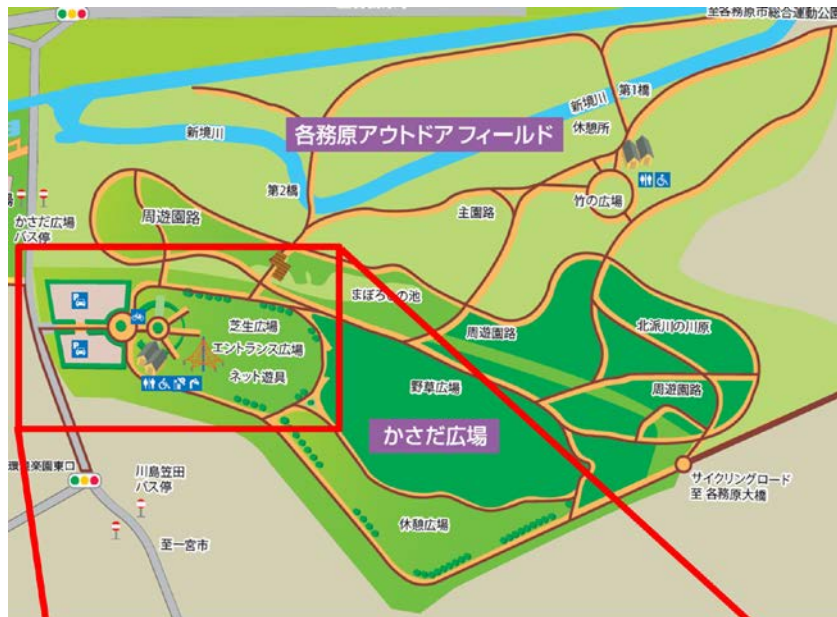 至各務原市総合運動公園
新境川
第1橋
各務原アウトドア フィールド
休憩所
新境川
第2橋
竹の広場
主園路
周遊園路
かさだ広場
バス停
まぼろしの池
芝生広場
周遊園路
北派川の川原
エントランス広場
ネット遊具
野草広場
周遊園路
かさだ広場
川島笠田
バス停
サイクリングロード
至 各務原大橋
休憩広場
至一宮市